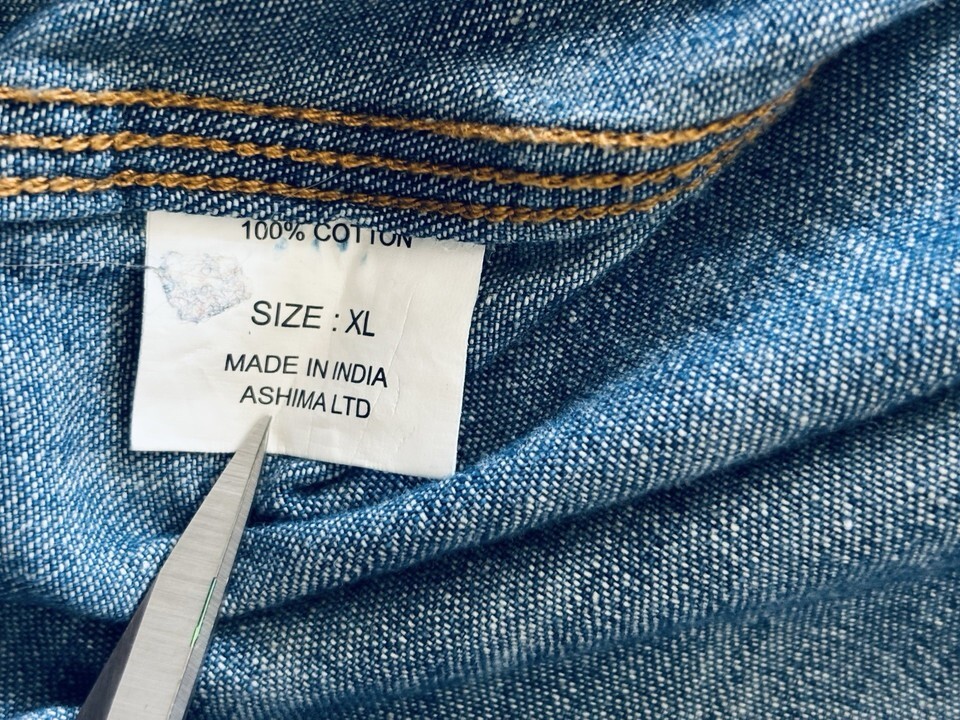 100% COTTON
SIZE : XL
MADE IN INDIA
ASHIMA LTD